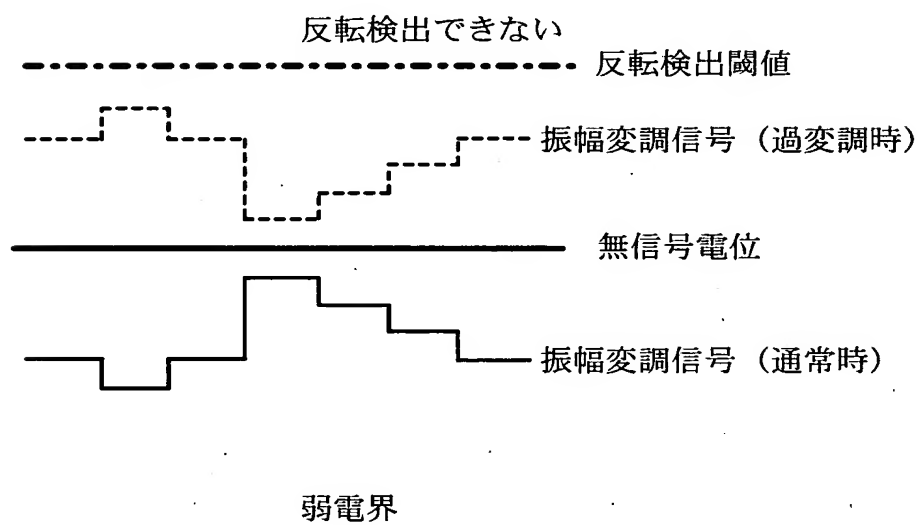 反転検出できない
反転検出閾値
振幅変調信号（過変調時）
無信号電位
振幅変調信号（通常時）
弱電界